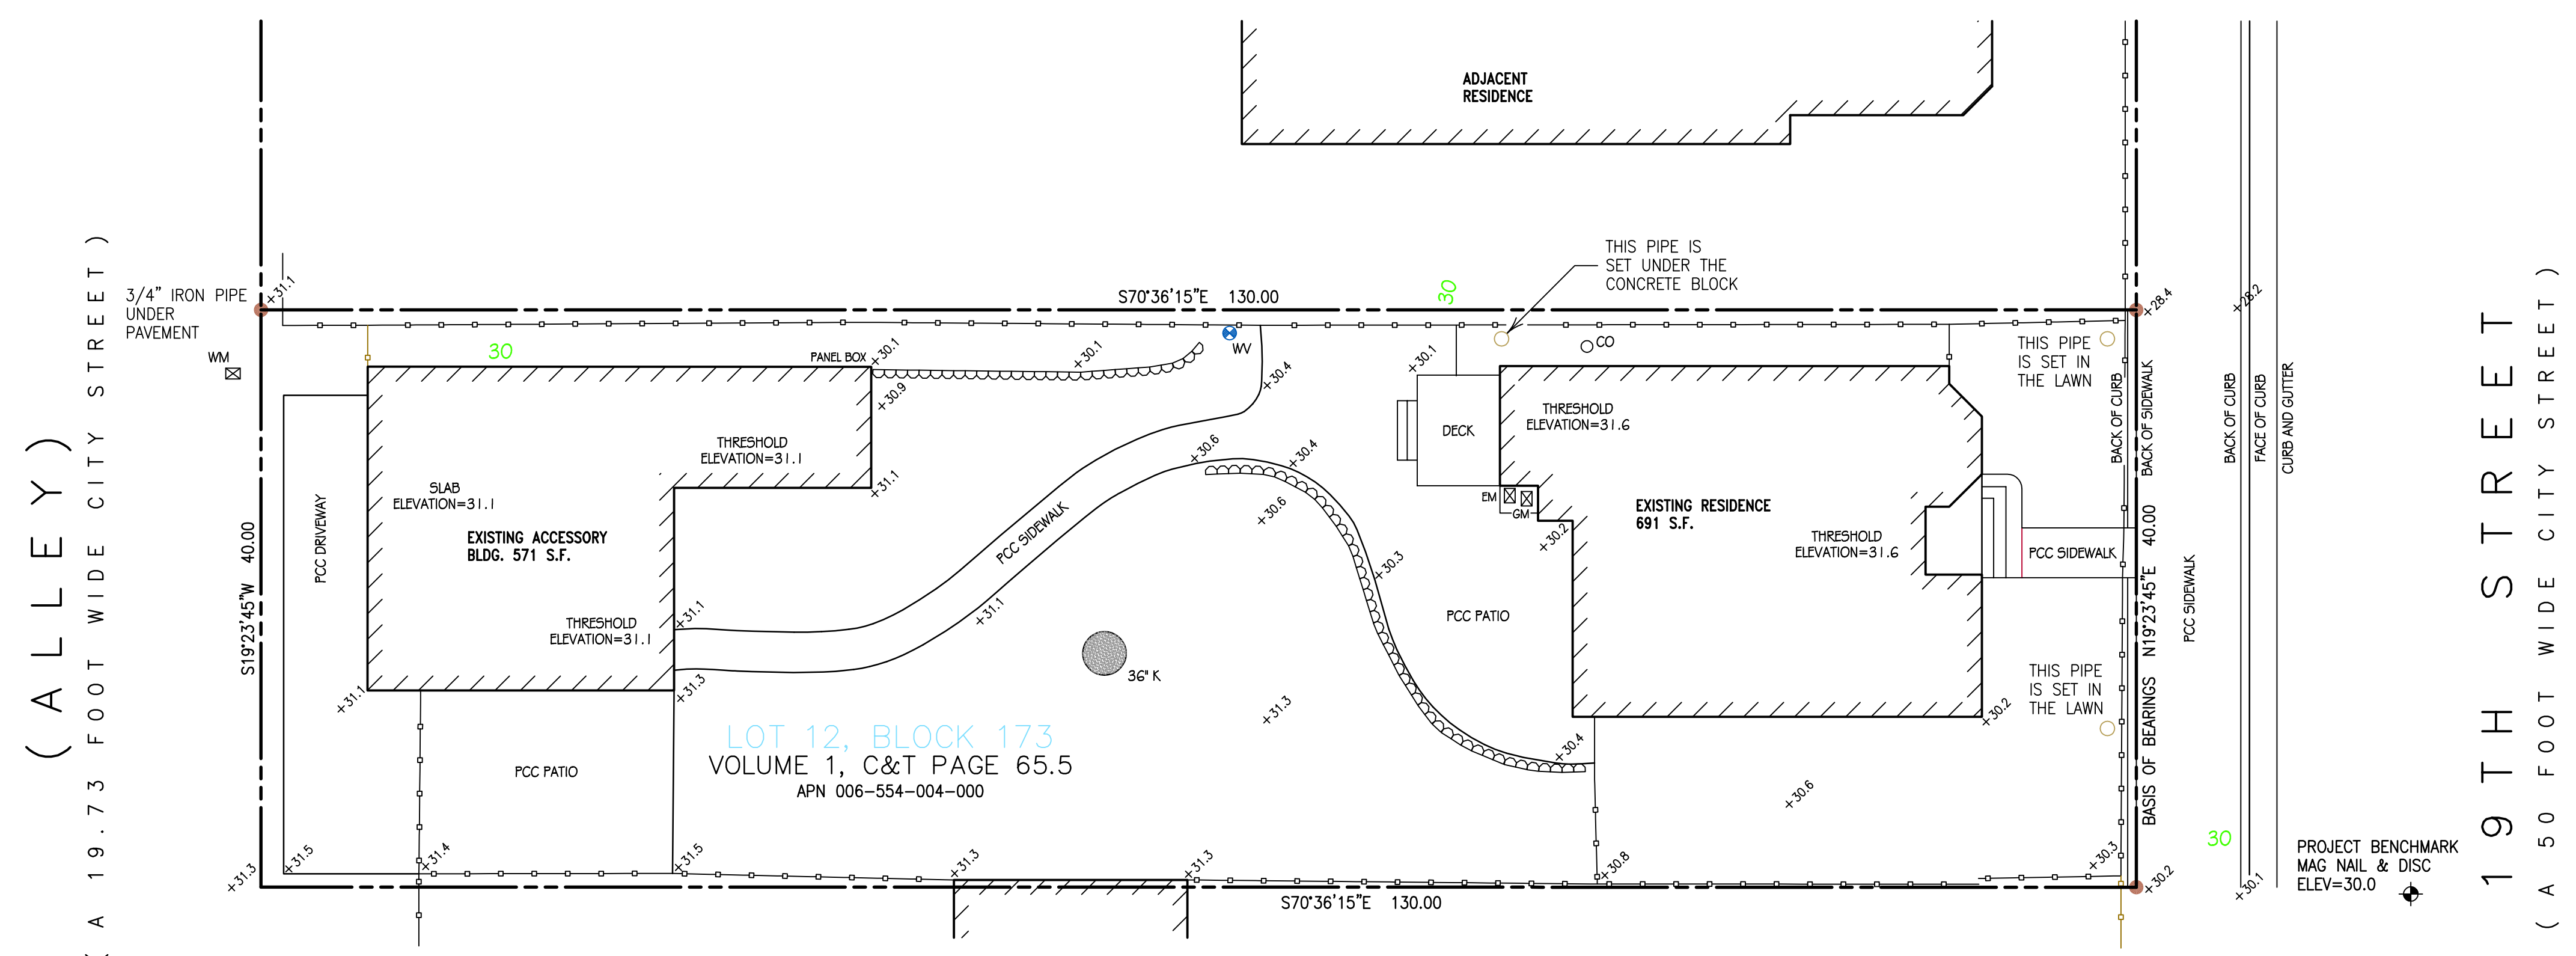 (ALLEY)
( A 19.73 FOOT WIDE CITY STREET )
3/4" IRON PIPE
UNDER
PAVEMENT
WM
+31.1
S70°36'15"E 130.00
30
30
ADJACENT
RESIDENCE
THIS PIPE IS
SET UNDER THE
CONCRETE BLOCK
+28.4
+28.2
PANEL BOX
+30.1
+30.1
+30.9
WV
+30.4
+30.1
CO
THIS PIPE
IS SET IN
THE LAWN
BACK OF CURB
BACK OF SIDEWALK
BACK OF CURB
FACE OF CURB
CURB AND GUTTER
THRESHOLD
ELEVATION=31.1
SLAB
ELEVATION=31.1
+31.1
EXISTING ACCESSORY
BLDG. 571 S.F.
THRESHOLD
ELEVATION=31.1
PCC DRIVEWAY
S19°23'45"W 40.00
+31.1
+31.3
+31.1
PCC SIDEWALK
+31.1
+30.6
+30.4
+30.6
+30.3
DECK
EM
GM
+30.2
THRESHOLD
ELEVATION=31.6
EXISTING RESIDENCE
691 S.F.
THRESHOLD
ELEVATION=31.6
PCC SIDEWALK
PCC SIDEWALK
BASIS OF BEARINGS N19°23'45"E 40.00
PCC PATIO
36" K
+31.3
+30.4
+30.2
THIS PIPE
IS SET IN
THE LAWN
LOT 12, BLOCK 173
VOLUME 1, C&T PAGE 65.5
APN 006-554-004-000
PCC PATIO
+30.6
+31.3
+31.5
+31.4
+31.5
+31.3
+31.3
+30.8
+30.3
+30.2
+30.1
S70°36'15"E 130.00
30
PROJECT BENCHMARK
MAG NAIL & DISC
ELEV=30.0
19TH STREET
( A 50 FOOT WIDE CITY STREET )